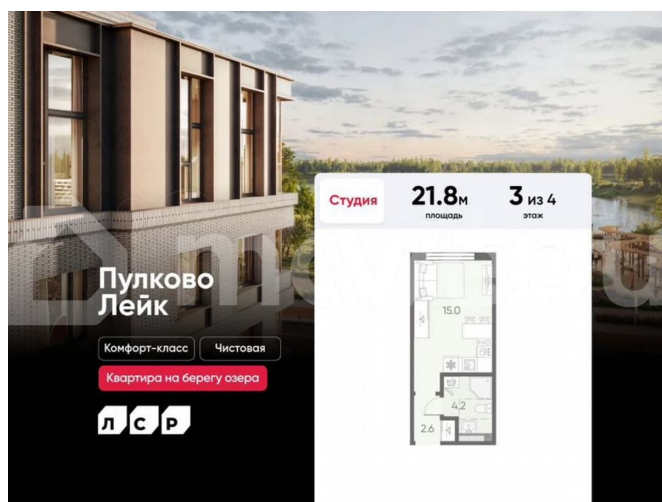 Студия
21.8м
площадь
3 из 4
этаж
Пулково
Лейк
Комфорт-класс
Чистовая
Квартира на берегу озера
ЛСР
15.0
4.2
2.6